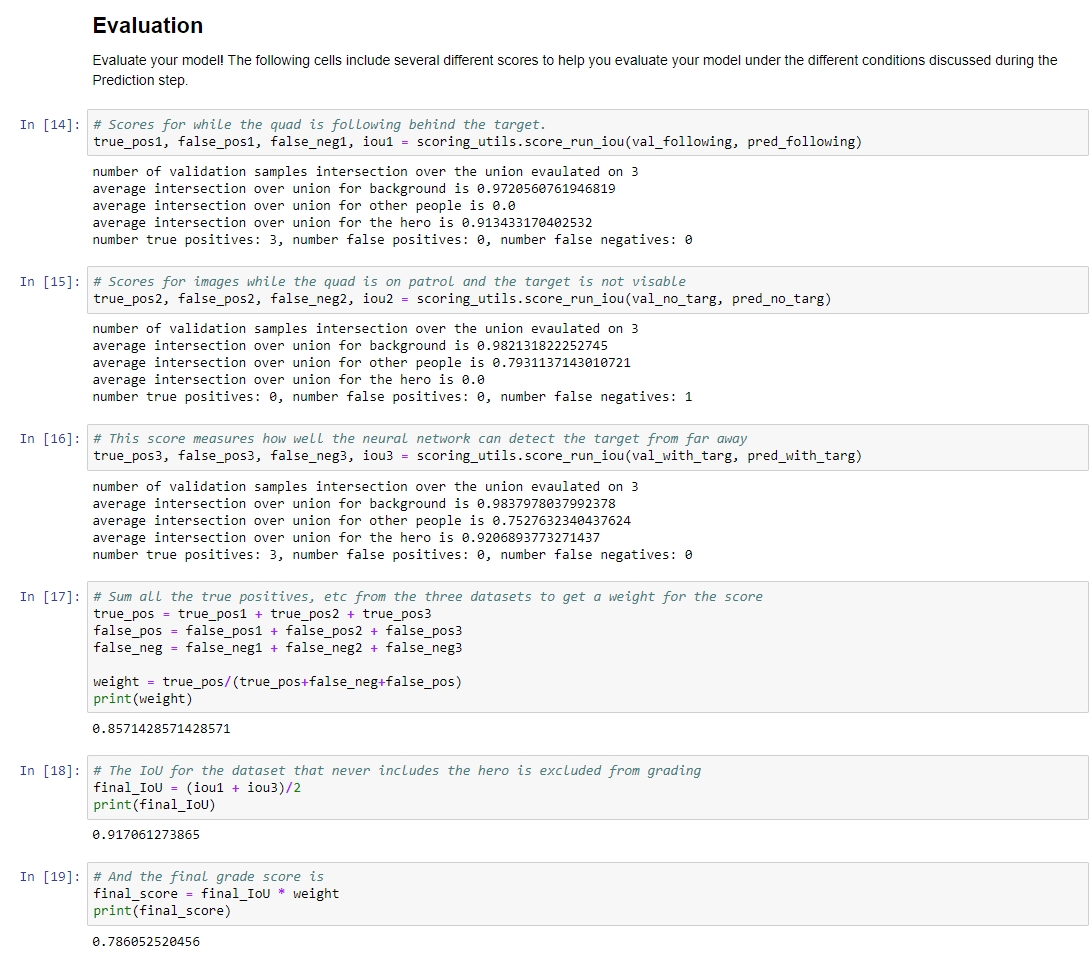 Evaluation
Evaluate your model! The following cells include several different scores to help you evaluate your model under the different conditions discussed during the
Prediction step.
In [14]: # Scores for while the quad is following behind the target.
true_pos1, false_pos1, false_neg1, iou1 = scoring_utils.score_run_iou(val_following, pred_following)
number of validation samples intersection over the union evaulated on 3
average intersection over union for background is 0.9720560761946819
average intersection over union for other people is 0.0
average intersection over union for the hero is 0.913433170402532
number true positives: 3, number false positives: 0, number false negatives: 0
In [15]: # Scores for images while the quad is on patrol and the target is not visable
true_pos2, false_pos2, false_neg2, iou2 = scoring_utils.score_run_iou(val_no_targ, pred_no_targ)
number of validation samples intersection over the union evaulated on 3
average intersection over union for background is 0.982131822252745
average intersection over union for other people is 0.7931137143010721
average intersection over union for the hero is 0.0
number true positives: 0, number false positives: 0, number false negatives: 1
In [16]: # This score measures how well the neural network can detect the target from far away
true_pos3, false_pos3, false_neg3, iou3 = scoring_utils.score_run_iou(val_with_targ, pred_with_targ)
number of validation samples intersection over the union evaulated on 3
average intersection over union for background is 0.9837978037992378
average intersection over union for other people is 0.7527632340437624
average intersection over union for the hero is 0.9206893773271437
number true positives: 3, number false positives: 0, number false negatives: 0
In [17]: # Sum all the true positives, etc from the three datasets to get a weight for the score
true_pos = true_pos1 + true_pos2 + true_pos3
false_pos = false_pos1 + false_pos2 + false_pos3
false_neg = false_neg1 + false_neg2 + false_neg3
weight = true_pos/(true_pos+false_neg+false_pos)
print(weight)
0.8571428571428571
In [18]: # The IoU for the dataset that never includes the hero is excluded from grading
final_IoU = (iou1 + iou3)/2
print(final_IoU)
0.917061273865
In [19]: # And the final grade score is
final_score = final_IoU * weight
print(final_score)
0.786052520456